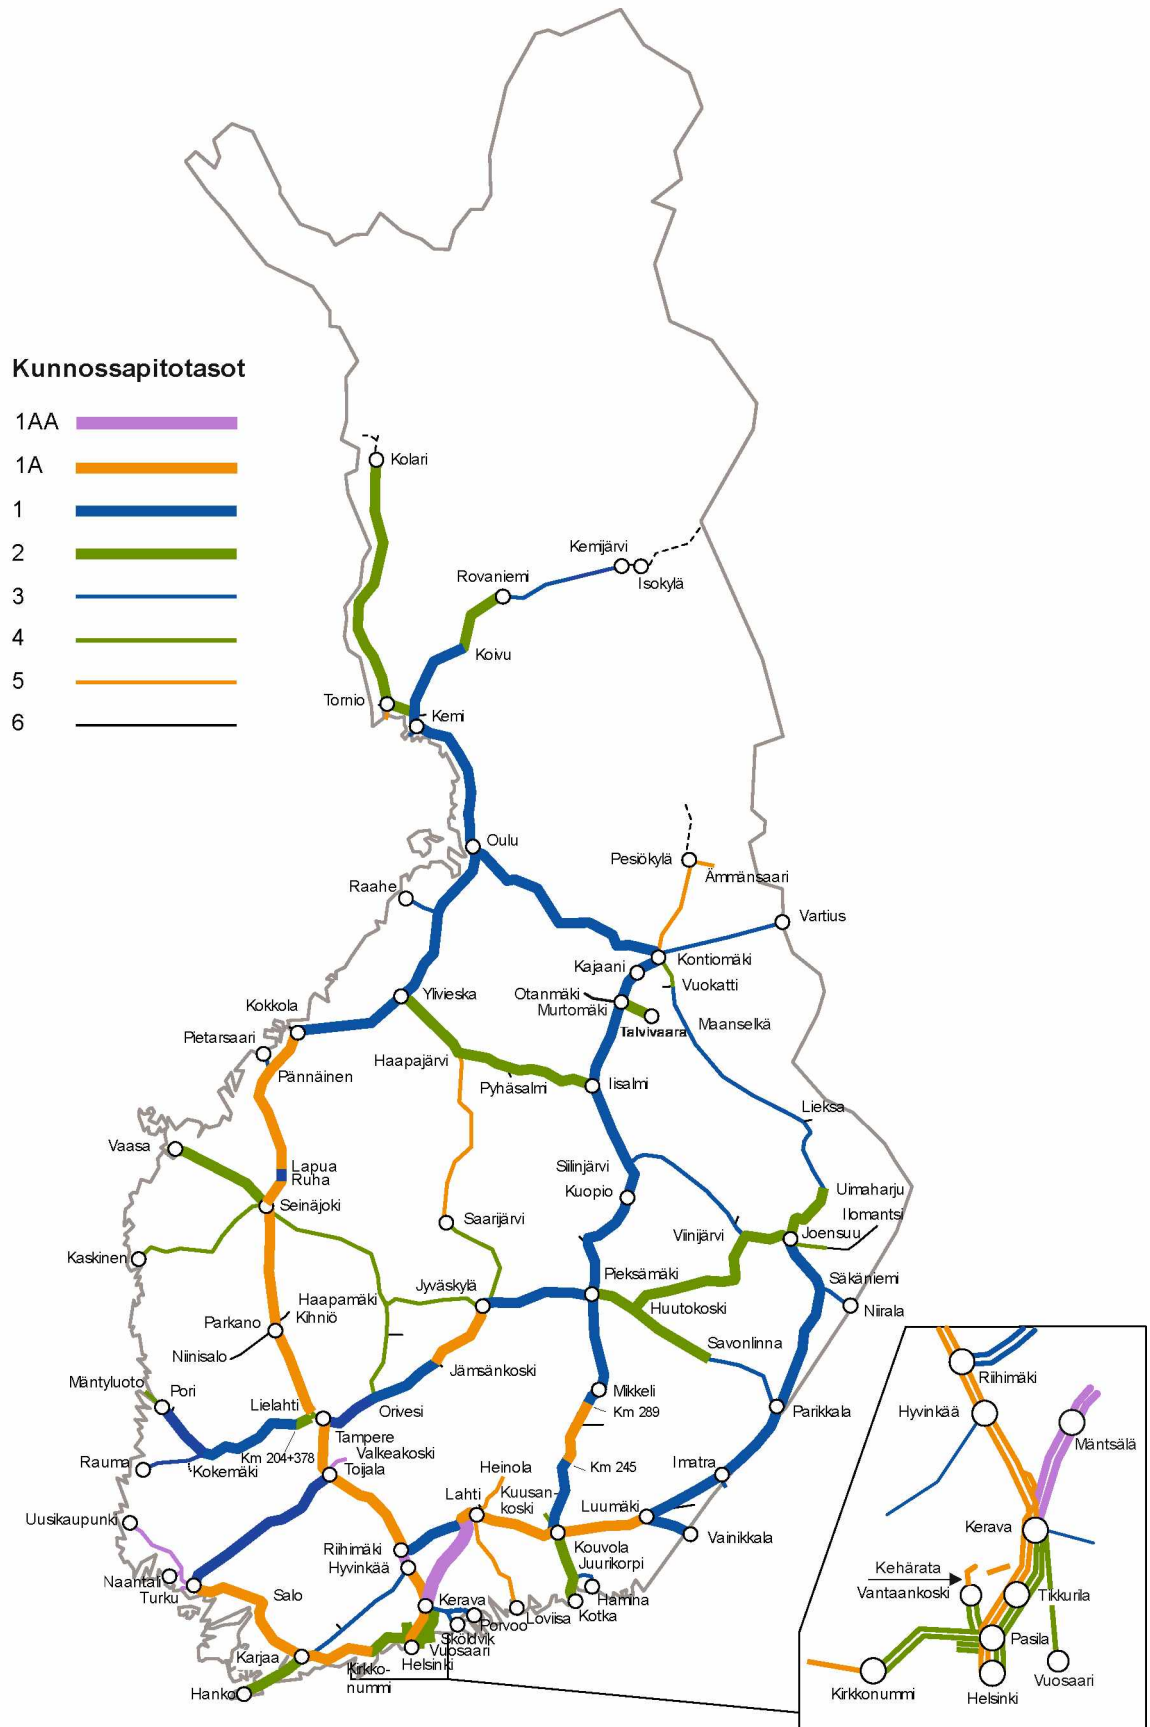 Kunnossapitotasot
1AA
1A
1
2
3
4
5
6
Kolari
Kemijärvi
Isokylä
Rovaniemi
Koivu
Tornio
Kemi
Oulu
Pesiökylä
Ämmänsaari
Raahe
Vartius
Kontiomäki
Kajaani
Vuokatti
Otanmäki
Murtomäki
Talvivaara
Maanselkä
Ylivieska
Kokkola
Pietarsaari
Pännäinen
Haapajärvi
Pyhäsalmi
Iisalmi
Lieksa
Vaasa
Lapua
Ruha
Seinäjoki
Siilinjärvi
Kuopio
Uimaharju
Ilomantsi
Joensuu
Viinijärvi
Saarijärvi
Kaskinen
Säkäniemi
Niirala
Pieksämäki
Huutokoski
Jyväskylä
Haapamäki
Kihniö
Parkano
Niinisalo
Savonlinna
Jämsänkoski
Mäntyluoto
Pori
Lielahti
Orivesi
Mikkeli
Km 289
Parikkala
Tampere
Valkeakoski
Toijala
Km 204+378
Kokemäki
Rauma
Km 245
Imatra
Heinola
Lahti
Kuusan-
koski
Luumäki
Uusikaupunki
Vainikkala
Kouvola
Juurikorpi
Riihimäki
Hyvinkää
Naantali
Turku
Salo
Hamina
Kotka
Kerava
Porvoo
Loviisa
Sköldvik
Vuosaari
Helsinki
Karjaa
Kirkko-
nummi
Hanko
Riihimäki
Hyvinkää
Mäntsälä
Kerava
Kehärata
Vantaankoski
Tikkurila
Pasila
Vuosaari
Kirkkonummi
Helsinki